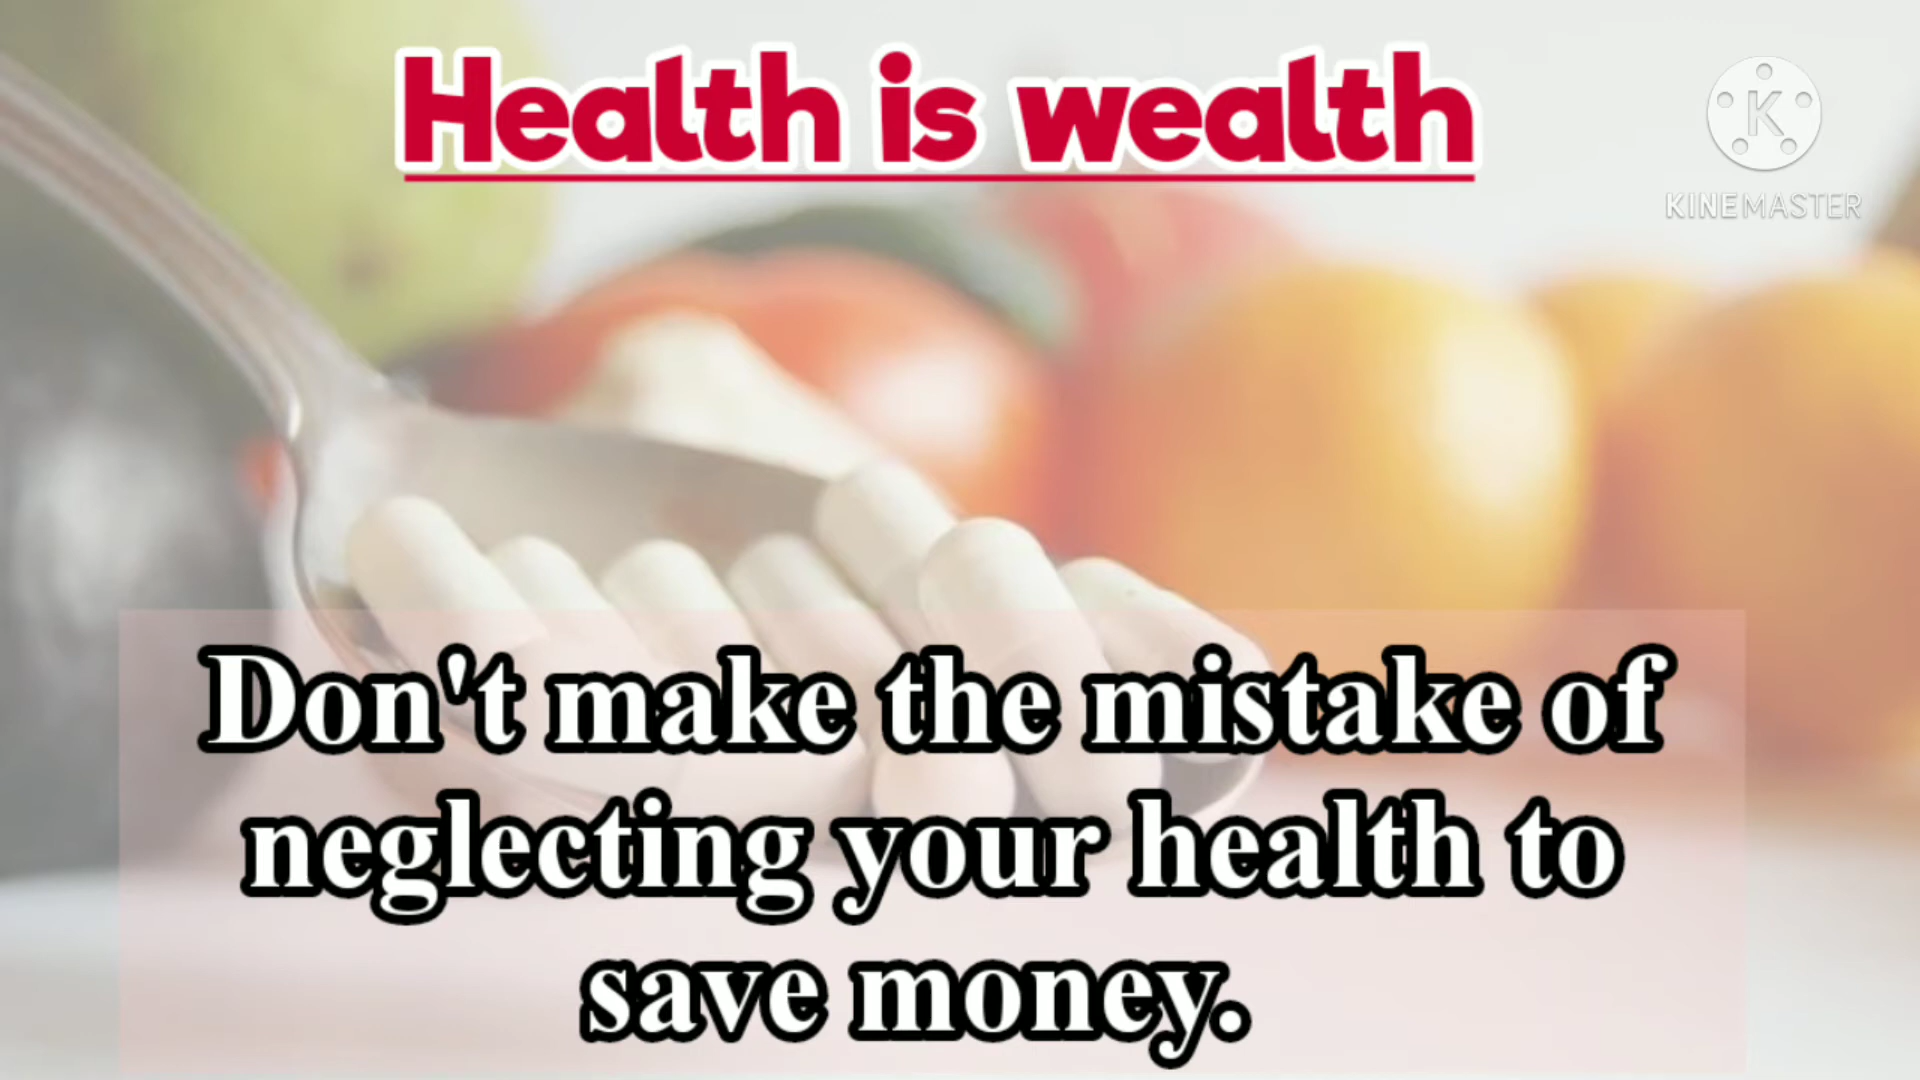 Health is wealth
K
KINEMASTER
Don't make the mistake of
neglecting your health to
save money.